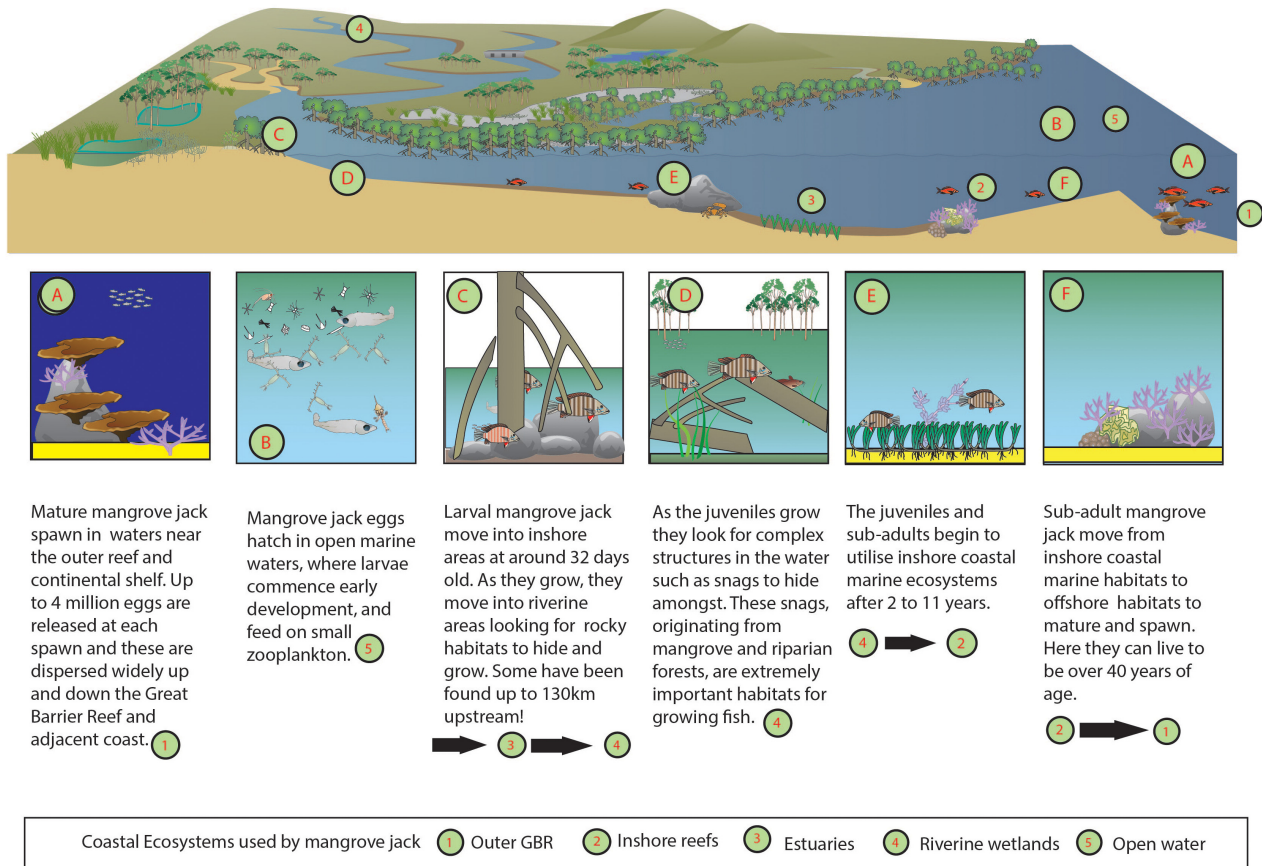 4
B
5
C
A
D
E
2
F
3
1
A
B
C
D
E
F
Mature mangrove jack
spawn in waters near
the outer reef and
continental shelf. Up
to 4 million eggs are
released at each
spawn and these are
dispersed widely up
and down the Great
Barrier Reef and
adjacent coast. 1
Mangrove jack eggs
hatch in open marine
waters, where larvae
commence early
development, and
feed on small
zooplankton. 5
Larval mangrove jack
move into inshore
areas at around 32 days
old. As they grow, they
move into riverine
areas looking for rocky
habitats to hide and
grow. Some have been
found up to 130km
upstream!
3 4
As the juveniles grow
they look for complex
structures in the water
such as snags to hide
amongst. These snags,
originating from
mangrove and riparian
forests, are extremely
important habitats for
growing fish. 4
The juveniles and
sub-adults begin to
utilise inshore coastal
marine ecosystems
after 2 to 11 years.
4 2
Sub-adult mangrove
jack move from
inshore coastal
marine habitats to
offshore habitats to
mature and spawn.
Here they can live to
be over 40 years of
age.
2 1
Coastal Ecosystems used by mangrove jack 1 Outer GBR 2 Inshore reefs 3 Estuaries 4 Riverine wetlands 5 Open water